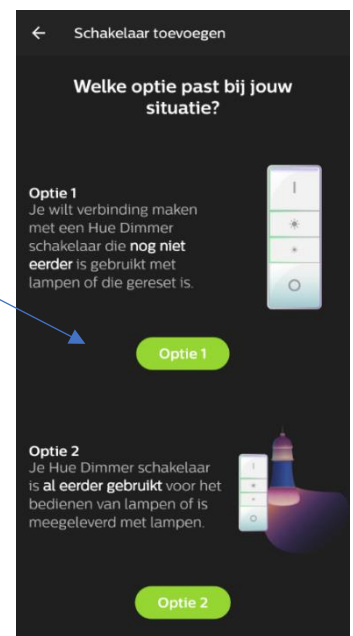 Schakelaar toevoegen
Welke optie past bij jouw
situatie?
Optie 1
Je wilt verbinding maken
met een Hue Dimmer
schakelaar die nog niet
eerder is gebruikt met
lampen of die gereset is.
Optie 1
Optie 2
Je Hue Dimmer schakelaar
is al eerder gebruikt voor het
bedienen van lampen of is
meegeleverd met lampen.
Optie 2